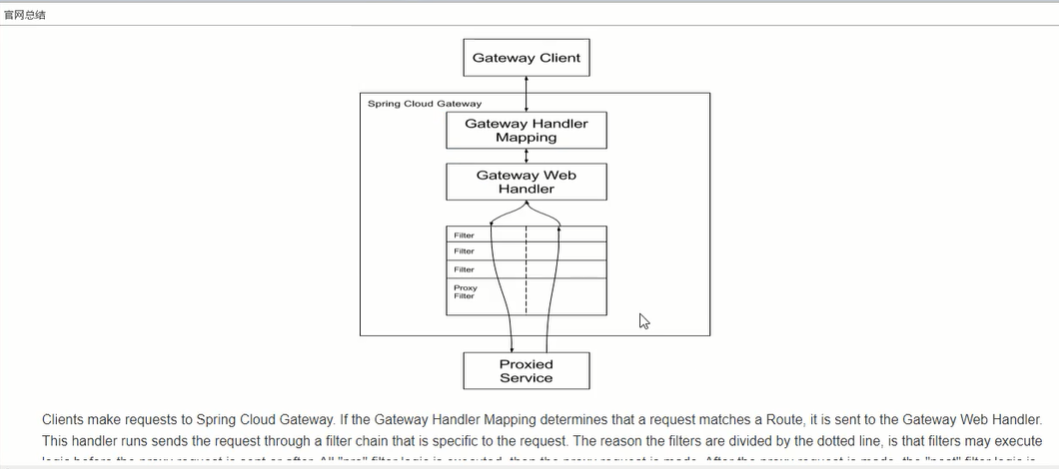 官网总结
Gateway Client
Spring Cloud Gateway
Gateway Handler
Mapping
Gateway Web
Handler
Filter
Filter
Filter
Proxy
Filter
Proxied
Service
Clients make requests to Spring Cloud Gateway. If the Gateway Handler Mapping determines that a request matches a Route, it is sent to the Gateway Web Handler.
This handler runs sends the request through a filter chain that is specific to the request. The reason the filters are divided by the dotted line, is that filters may execute